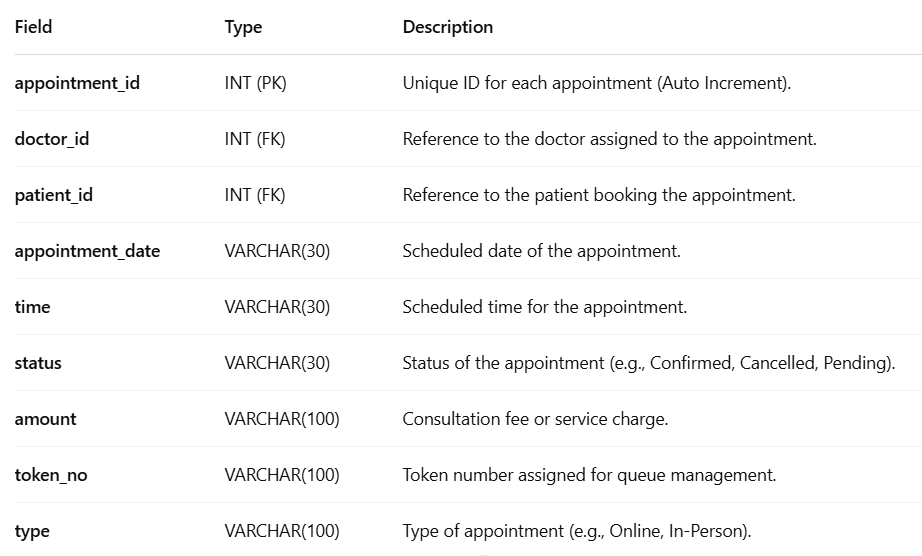 Field Type Description
appointment_id INT (PK) Unique ID for each appointment (Auto Increment).
doctor_id INT (FK) Reference to the doctor assigned to the appointment.
patient_id INT (FK) Reference to the patient booking the appointment.
appointment_date VARCHAR(30) Scheduled date of the appointment.
time VARCHAR(30) Scheduled time for the appointment.
status VARCHAR(30) Status of the appointment (e.g., Confirmed, Cancelled, Pending).
amount VARCHAR(100) Consultation fee or service charge.
token_no VARCHAR(100) Token number assigned for queue management.
type VARCHAR(100) Type of appointment (e.g., Online, In-Person).